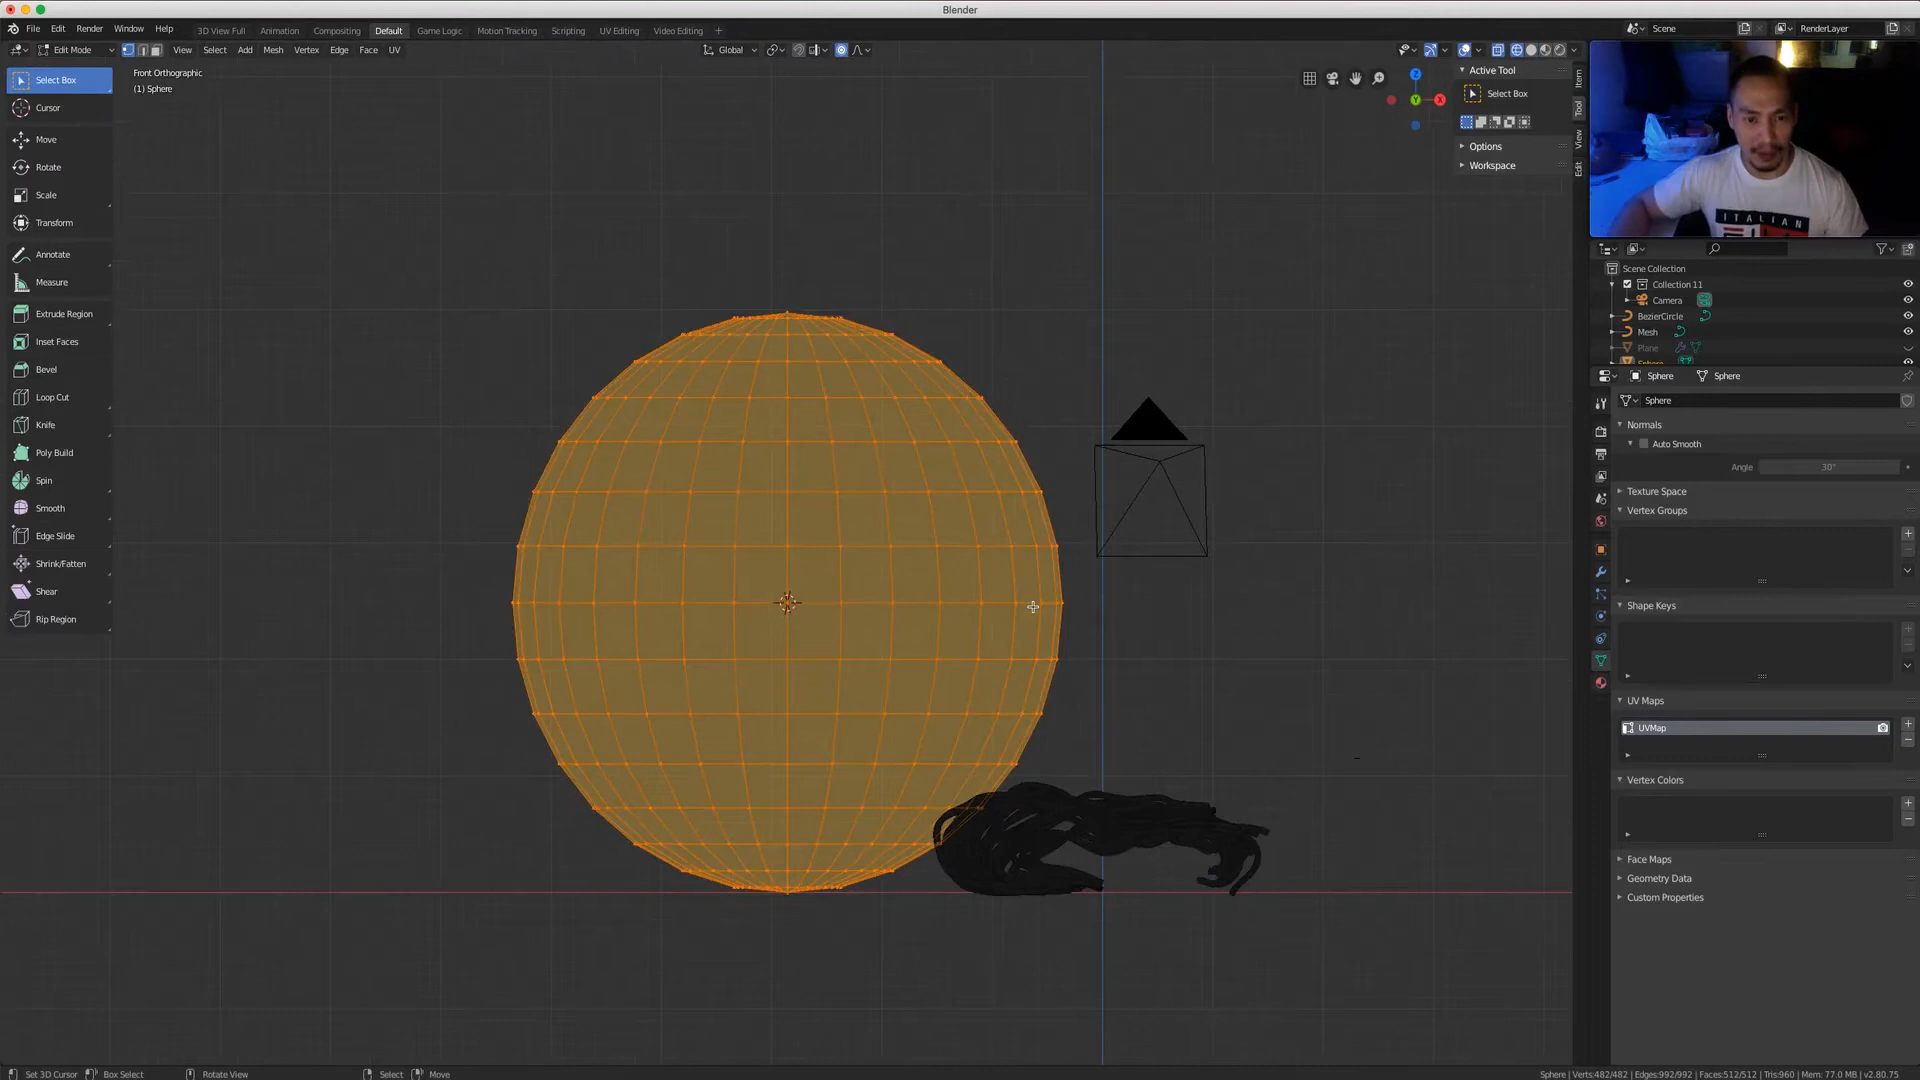 Blender
File Edit Render Window Help
3D View Full Animation Compositing Default Game Logic Motion Tracking Scripting UV Editing Video Editing +
Scene
RenderLayer
Edit Mode View Select Add Mesh Vertex Edge Face UV
Global
Front Orthographic
(1) Sphere
Select Box
Cursor
Move
Rotate
Scale
Transform
Annotate
Measure
Extrude Region
Inset Faces
Bevel
Loop Cut
Knife
Poly Build
Spin
Smooth
Edge Slide
Shrink/Fatten
Shear
Rip Region
Z
Y
X
Active Tool
Select Box
Options
Workspace
Item
Tool
View
Edit
ITALIAN
Scene Collection
Collection 11
Camera
BezierCircle
Mesh
Plane
Sphere
Sphere Sphere
Sphere
Normals
Auto Smooth
Angle 30°
Texture Space
Vertex Groups
Shape Keys
UV Maps
UVMap
Vertex Colors
Face Maps
Geometry Data
Custom Properties
Set 3D Cursor Box Select Rotate View Select Move
Sphere | Verts:482/482 | Edges:992/992 | Faces:512/512 | Tris:960 | Mem: 77.0 MB | v2.80.75